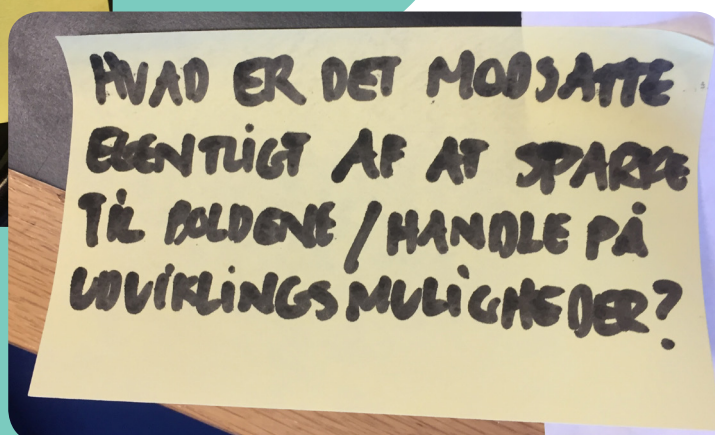 HVAD ER DET MODSATTE
EGENTLIGT AF AT SPARKE
TIL BOLDENE / HANDLE PÅ
UDVIKLINGSMULIGHEDER?